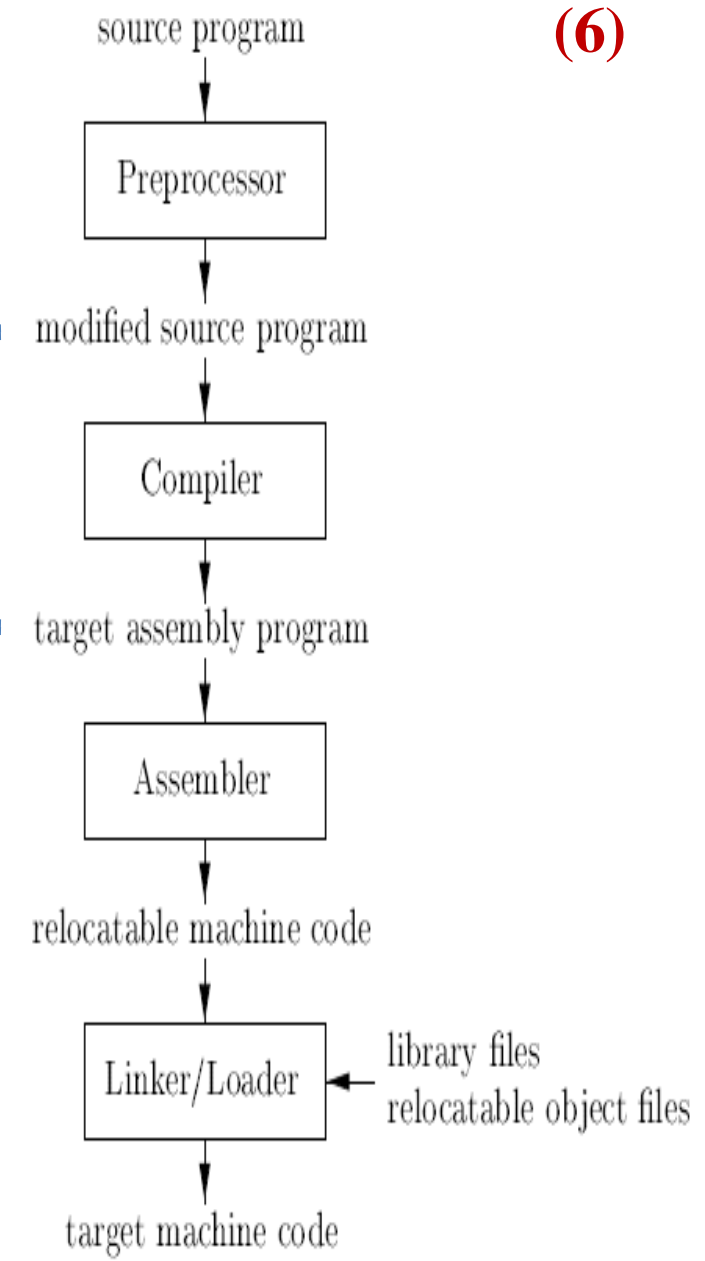 source program
(6)
Preprocessor
modified source program
Compiler
target assembly program
Assembler
relocatable machine code
Linker/Loader
library files
relocatable object files
target machine code